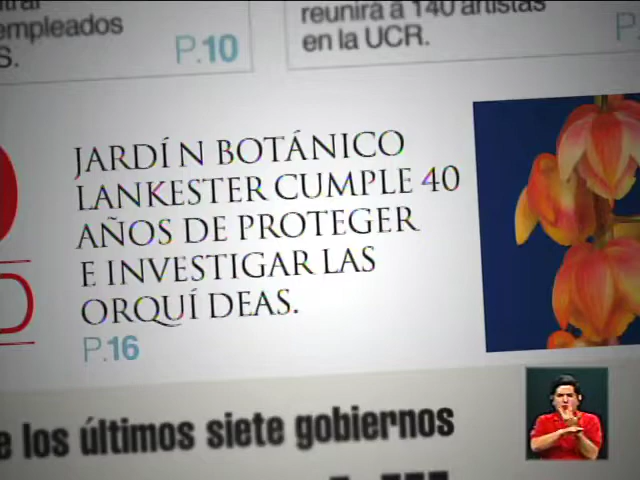 empleados
P.10
reunirá a 140 artistas
en la UCR.
JARDÍ N BOTÁNICO
LANKESTER CUMPLE 40
AÑOS DE PROTEGER
E INVESTIGAR LAS
ORQUÍ DEAS.
P.16
los últimos siete gobiernos